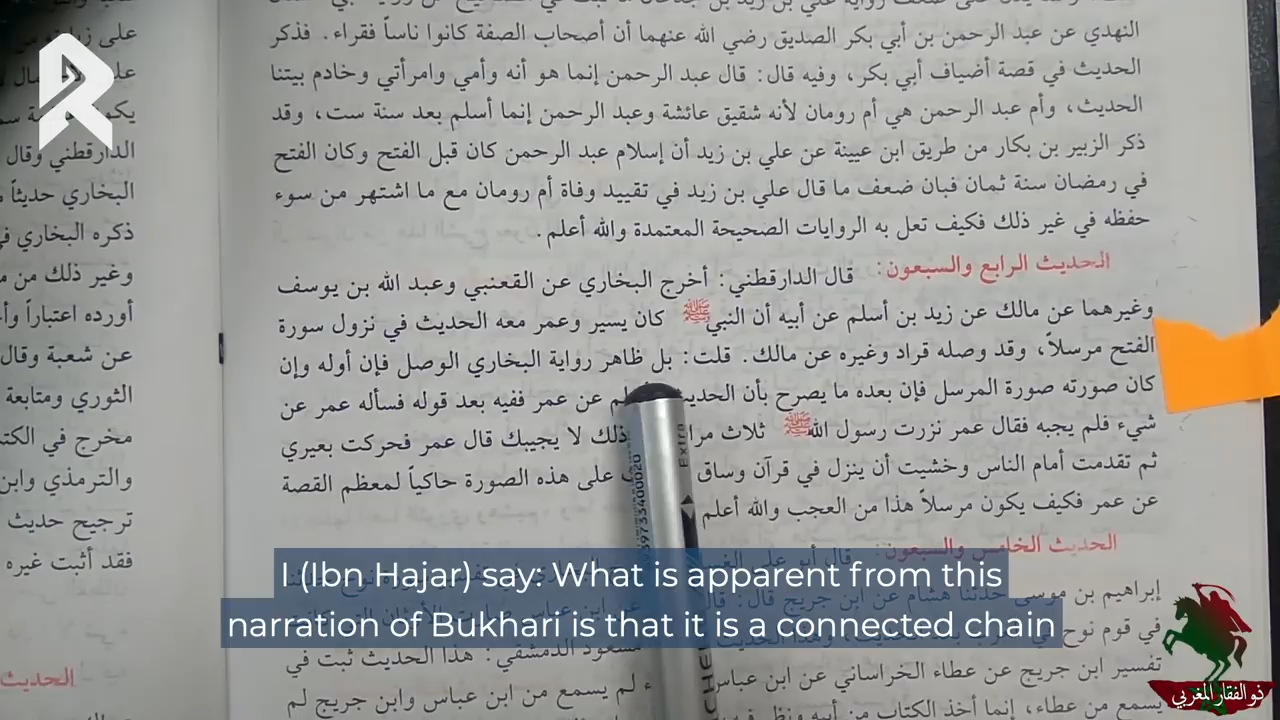 النهدي عن عبد الرحمن بن أبي بكر الصديق رضي الله عنهما أن أصحاب الصفة كانوا ناساً فقراء. فذكر
الحديث في قصة أضياف أبي بكر، وفيه قال: قال عبد الرحمن إنما هو أنه وأمي وامرأتي وخادم بيتنا
الحديث، وأم عبد الرحمن هي أم رومان لأنه شقيق عائشة وعبد الرحمن إنما أسلم بعد سنة ست، وقد
ذكر الزبير بن بكار من طريق ابن عيينة عن علي بن زيد أن إسلام عبد الرحمن كان قبل الفتح وكان الفتح
في رمضان سنة ثمان فبان ضعف ما قال علي بن زيد في تقييد وفاة أم رومان مع ما اشتهر من سوء
حفظه في غير ذلك فكيف تعل به الروايات الصحيحة المعتمدة والله أعلم.
الحديث الرابع والسبعون: قال الدارقطني: أخرج البخاري عن القعنبي وعبد الله بن يوسف
وغيرهما عن مالك عن زيد بن أسلم عن أبيه أن النبي ﷺ كان يسير وعمر معه الحديث في نزول سورة
الفتح مرسلاً، وقد وصله قراد وغيره عن مالك. قلت: بل ظاهر رواية البخاري الوصل فإن أوله وإن
كان صورته صورة المرسل فإن بعده ما يصرح بأن عن عمر ففيه بعد قوله فسأله عمر عن
شيء فلم يجبه فقال عمر نزرت رسول الله ﷺ ثلاث ذلك لا يجيبك قال عمر فحركت بعيري
ثم تقدمت أمام الناس وخشيت أن ينزل في قرآن وساق على هذه الصورة حاكياً لمعظم القصة
عن عمر فكيف يكون مرسلاً هذا من العجب والله أعلم
الحديث الخامس والسبعون: قال أبو علي
I (Ibn Hajar) say: What is apparent from this
narration of Bukhari is that it is a connected chain
إبراهيم بن موسى حدثنا هشام عن ابن جريج قال:
في قوم نوح
مسعود الدمشقي: هذا الحديث ثبت في
تفسير ابن جريج عن عطاء الخراساني عن ابن عباس لم يسمع من ابن عباس وابن جريج لم
يسمع من عطاء، إنما أخذ الكتاب من أبيه ونظر فيه
الدارقطني وقال
البخاري حديثاً
ذكره البخاري
وغير ذلك من
أورده اعتباراً
عن شعبة وقال
الثوري ومتابعة
مخرج في
والترمذي وابن
ترجيح حديث
فقد أثبت غيره
الحديث
Extra
9733400020
ذو الفقار المغربي